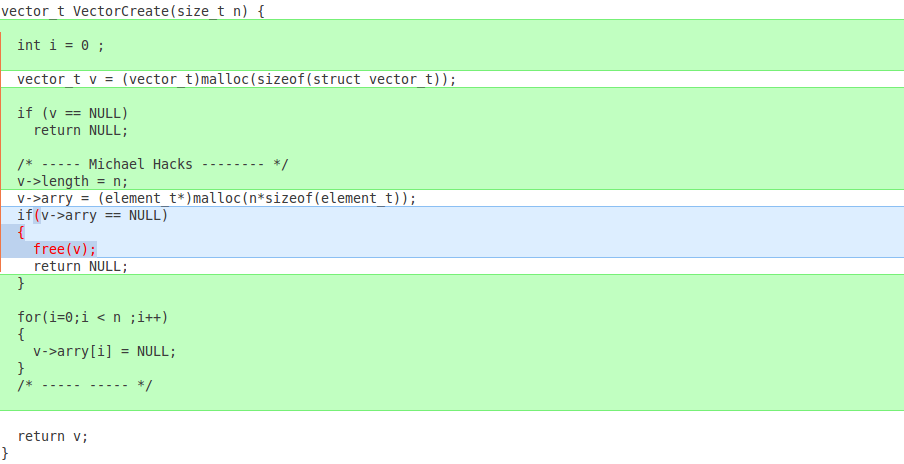 vector_t VectorCreate(size_t n) {
int i = 0 ;
vector_t v = (vector_t)malloc(sizeof(struct vector_t));
if (v == NULL)
return NULL;
/* ----- Michael Hacks -------- */
v->length = n;
v->arry = (element_t*)malloc(n*sizeof(element_t));
if(v->arry == NULL)
{
free(v);
return NULL;
}
for(i=0;i < n ;i++)
{
v->arry[i] = NULL;
}
/* ----- ----- */
return v;
}